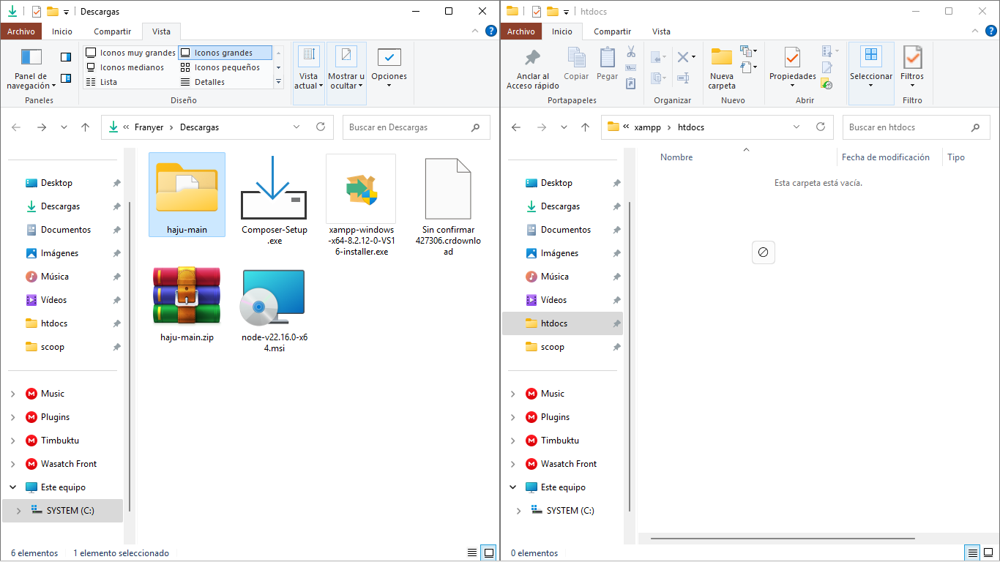 Descargas
Archivo
Inicio
Compartir
Vista
Panel de
navegación
Iconos muy grandes
Iconos grandes
Iconos medianos
Iconos pequeños
Lista
Detalles
Vista
actual
Mostrar u
ocultar
Opciones
Paneles
Diseño
Franyer
Descargas
Buscar en Descargas
Desktop
Descargas
Documentos
Imágenes
Música
Vídeos
htdocs
scoop
Music
Plugins
Timbuktu
Wasatch Front
Este equipo
SYSTEM (C:)
haju-main
Composer-Setup
.exe
xampp-windows
-x64-8.2.12-0-VS1
6-installer.exe
Sin confirmar
427306.crdownlo
ad
haju-main.zip
node-v22.16.0-x6
4.msi
6 elementos
1 elemento seleccionado
htdocs
Archivo
Inicio
Compartir
Vista
Anclar al
Acceso rápido
Copiar
Pegar
Nueva
carpeta
Propiedades
Seleccionar
Filtros
Portapapeles
Organizar
Nuevo
Abrir
Filtro
xampp
htdocs
Buscar en htdocs
Desktop
Descargas
Documentos
Imágenes
Música
Vídeos
htdocs
scoop
Music
Plugins
Timbuktu
Wasatch Front
Este equipo
SYSTEM (C:)
Nombre
Fecha de modificación
Tipo
Esta carpeta está vacía.
0 elementos